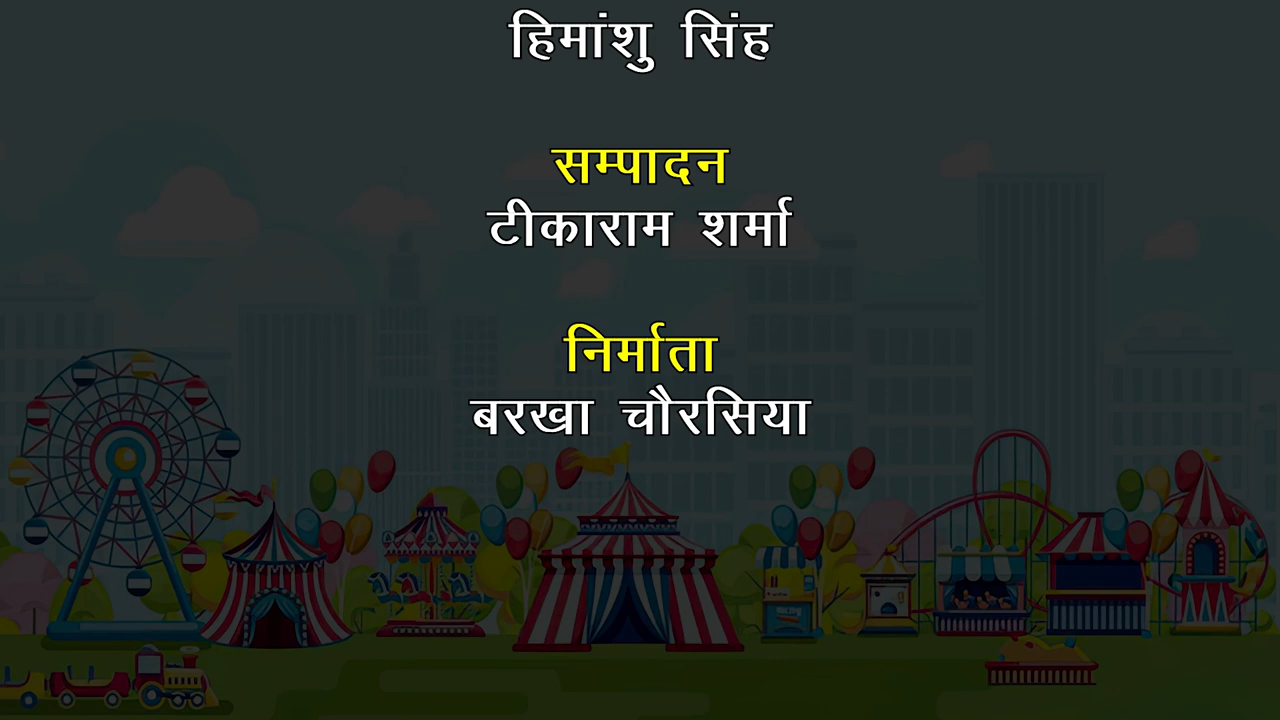 हिमांशु सिंह
सम्पादन
टीकाराम शर्मा
निर्माता
बरखा चौरसिया